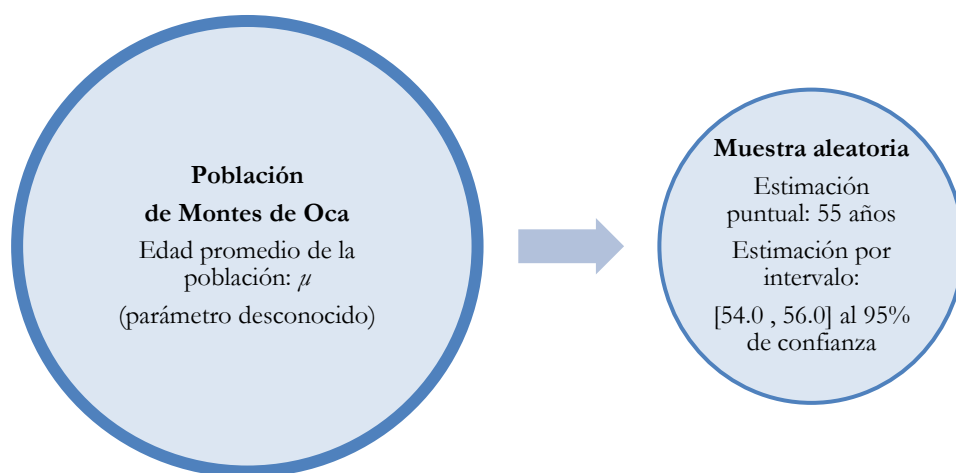 Población
de Montes de Oca
Edad promedio de la
población: μ
(parámetro desconocido)
Muestra aleatoria
Estimación
puntual: 55 años
Estimación por
intervalo:
[54.0 , 56.0] al 95%
de confianza